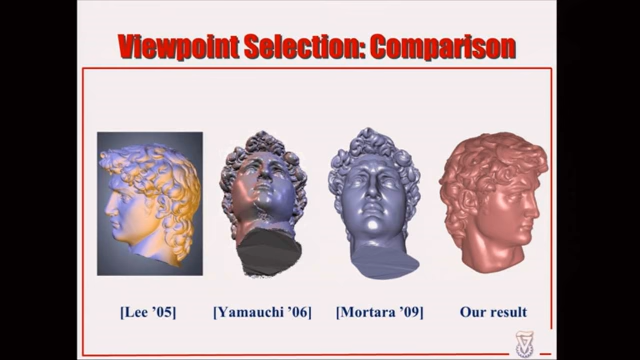 Viewpoint Selection: Comparison
[Lee ’05] [Yamauchi ’06] [Mortara ’09] Our result